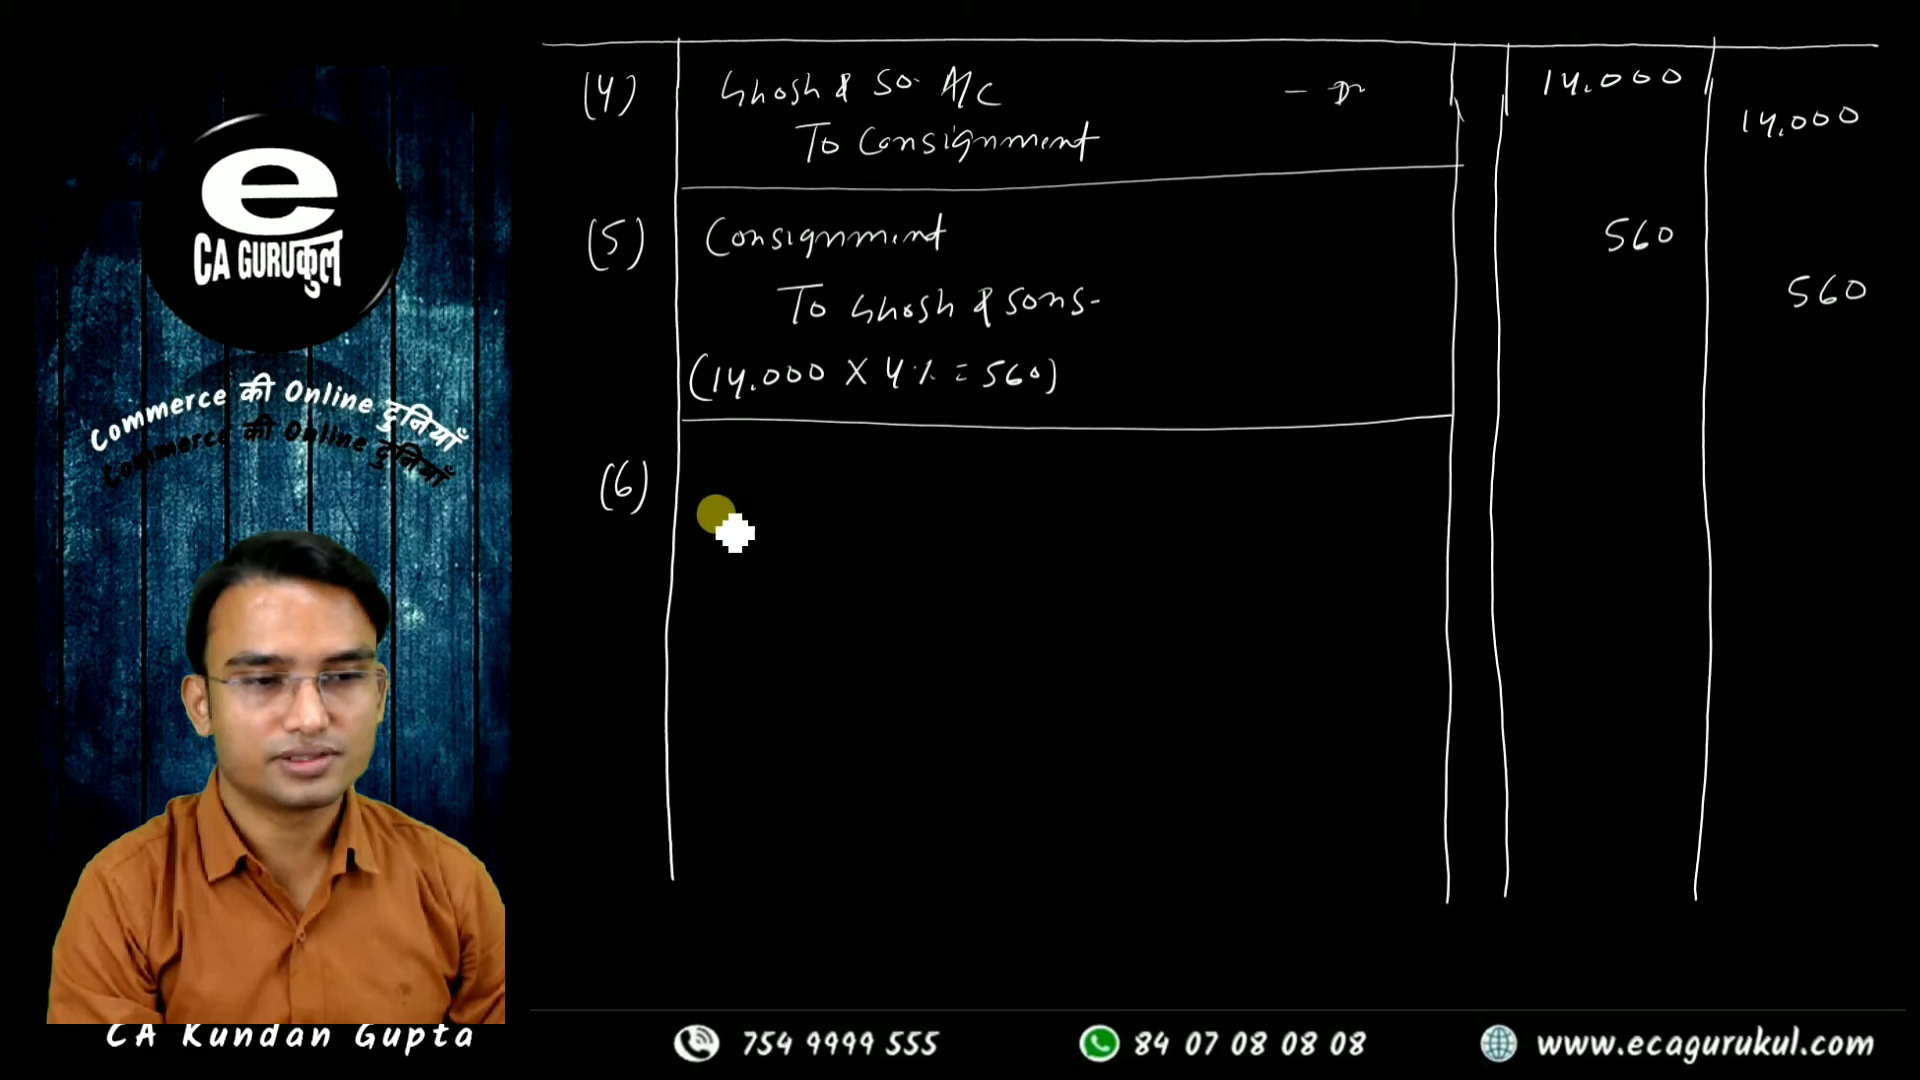 e
CA GURUकुल
Commerce की Online दुनियाँ
Commerce की Online दुनियाँ
CA Kundan Gupta
(4) Ghosh & So. A/C - Dr 14,000
To Consignment 14,000
(5) Consignment 560
To Ghosh & Sons- 560
(14,000 X 4% = 560)
(6)
754 9999 555
84 07 08 08 08
www.ecagurukul.com